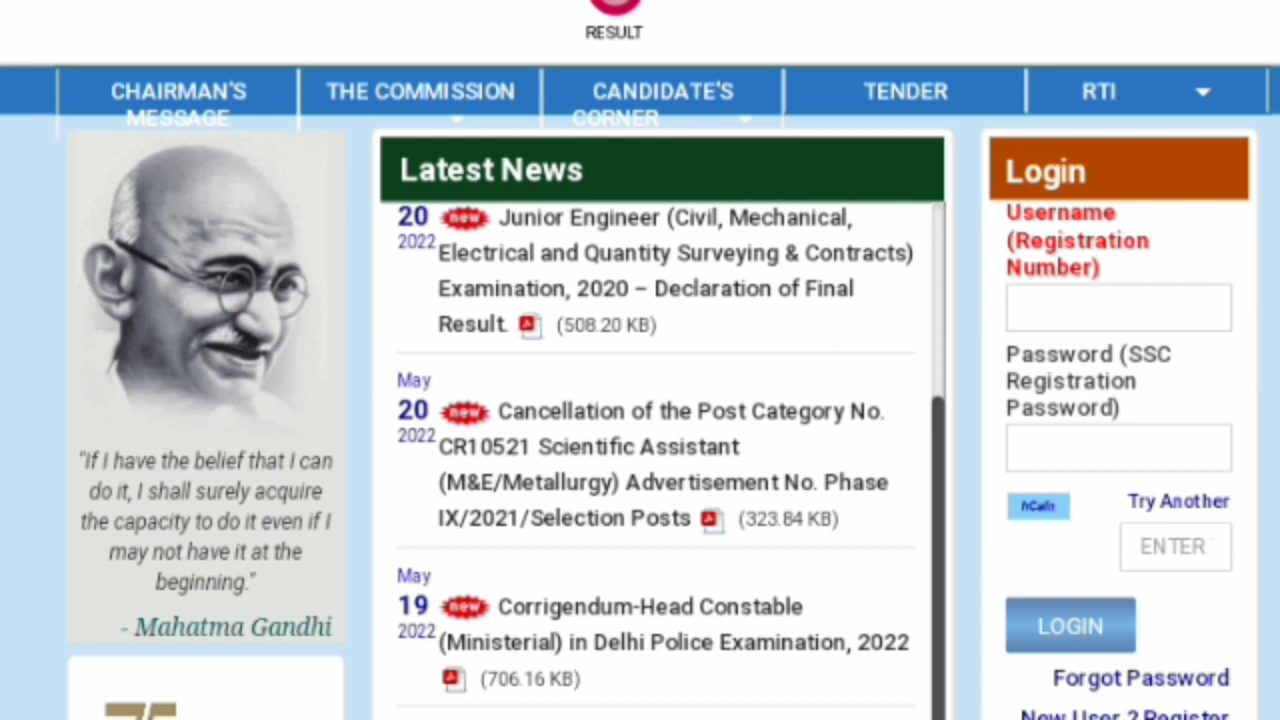 RESULT
CHAIRMAN'S
MESSAGE
THE COMMISSION
CANDIDATE'S
CORNER
TENDER
RTI
"If I have the belief that I can
do it, I shall surely acquire
the capacity to do it even if I
may not have it at the
beginning."
- Mahatma Gandhi
75
Latest News
20 new Junior Engineer (Civil, Mechanical,
2022 Electrical and Quantity Surveying & Contracts)
Examination, 2020 – Declaration of Final
Result (508.20 KB)
May
20 new Cancellation of the Post Category No.
2022 CR10521 Scientific Assistant
(M&E/Metallurgy) Advertisement No. Phase
IX/2021/Selection Posts (323.84 KB)
May
19 new Corrigendum-Head Constable
2022 (Ministerial) in Delhi Police Examination, 2022
(706.16 KB)
Login
Username
(Registration
Number)
Password (SSC
Registration
Password)
Try Another
ENTER
LOGIN
Forgot Password
New User ? Register